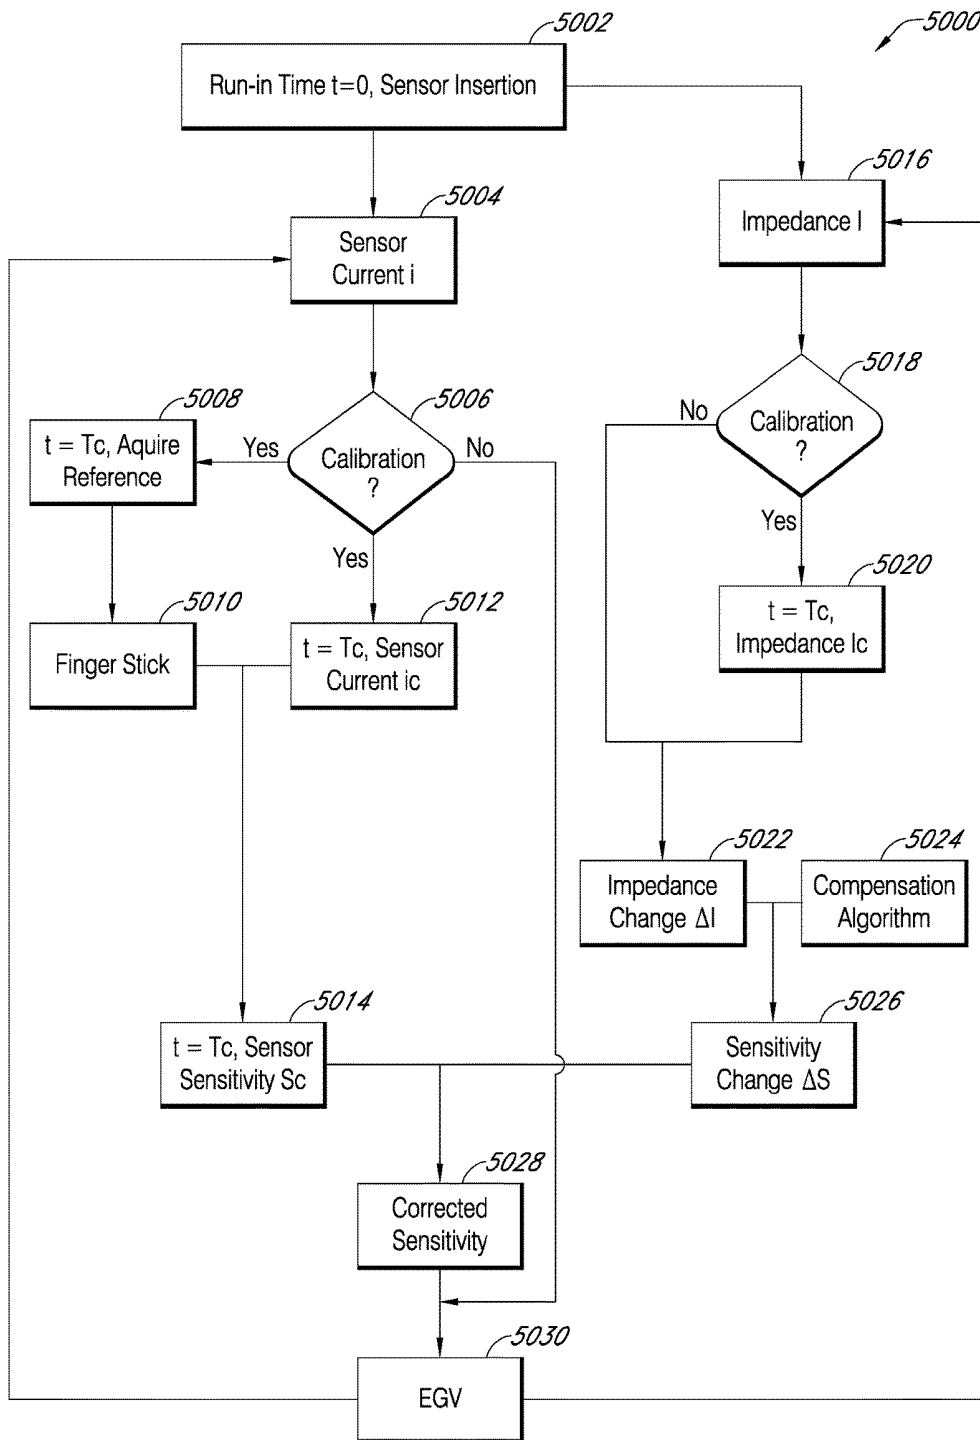 5002
5000
Run-in Time t=0, Sensor Insertion
5016
Impedance I
5004
Sensor
Current i
5018
Calibration
?
No
Yes
5008
t = Tc, Aquire
Reference
5006
Calibration
?
Yes
No
Yes
5020
t = Tc,
Impedance Ic
5010
Finger Stick
5012
t = Tc, Sensor
Current ic
5022
Impedance
Change ΔI
5024
Compensation
Algorithm
5014
t = Tc, Sensor
Sensitivity Sc
5026
Sensitivity
Change ΔS
5028
Corrected
Sensitivity
5030
EGV